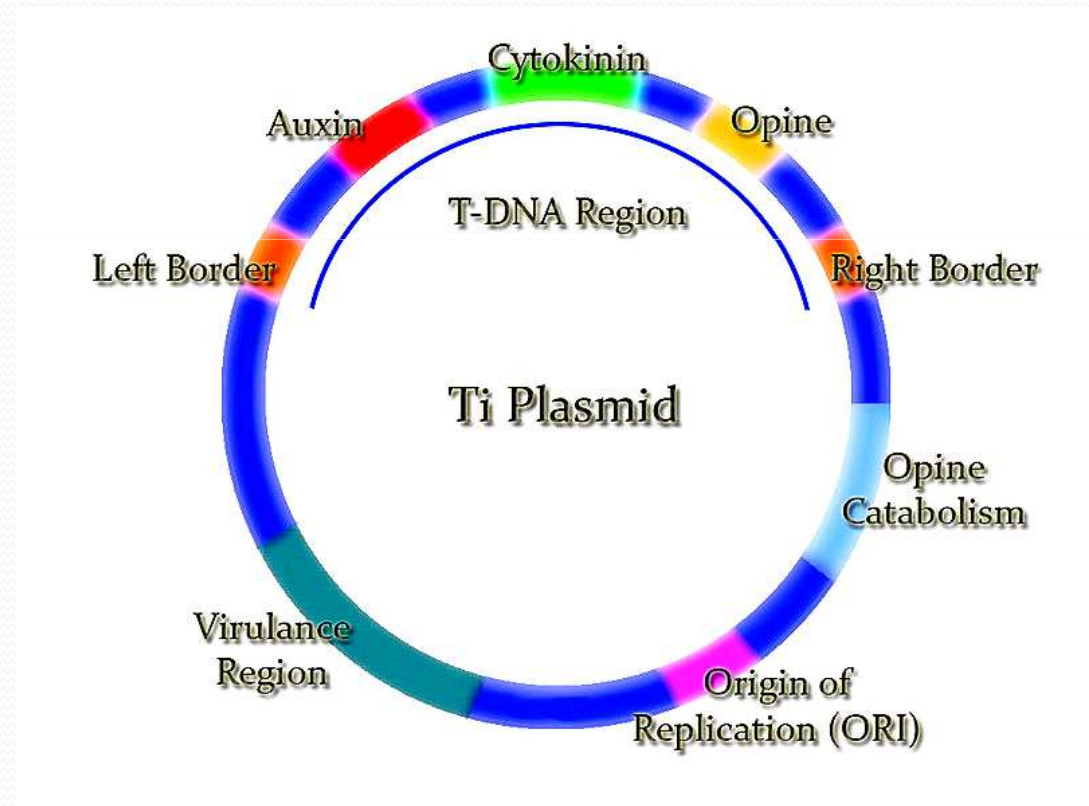 Cytokinin
Auxin
Opine
T-DNA Region
Left Border
Right Border
Ti Plasmid
Opine
Catabolism
Virulance
Region
Origin of
Replication (ORI)